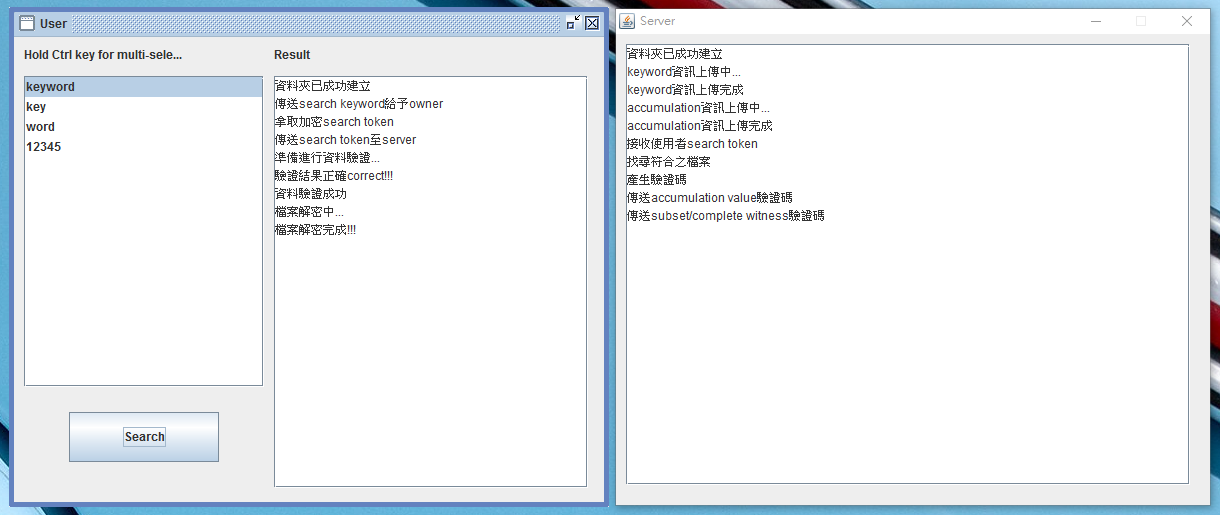 User
Hold Ctrl key for multi-sele...
keyword
key
word
12345
Search
Result
資料夾已成功建立
傳送search keyword給予owner
拿取加密search token
傳送search token至server
準備進行資料驗證...
驗證結果正確correct!!!
資料驗證成功
檔案解密中...
檔案解密完成!!!
Server
資料夾已成功建立
keyword資訊上傳中...
keyword資訊上傳完成
accumulation資訊上傳中...
accumulation資訊上傳完成
接收使用者search token
找尋符合之檔案
產生驗證碼
傳送accumulation value驗證碼
傳送subset/complete witness驗證碼